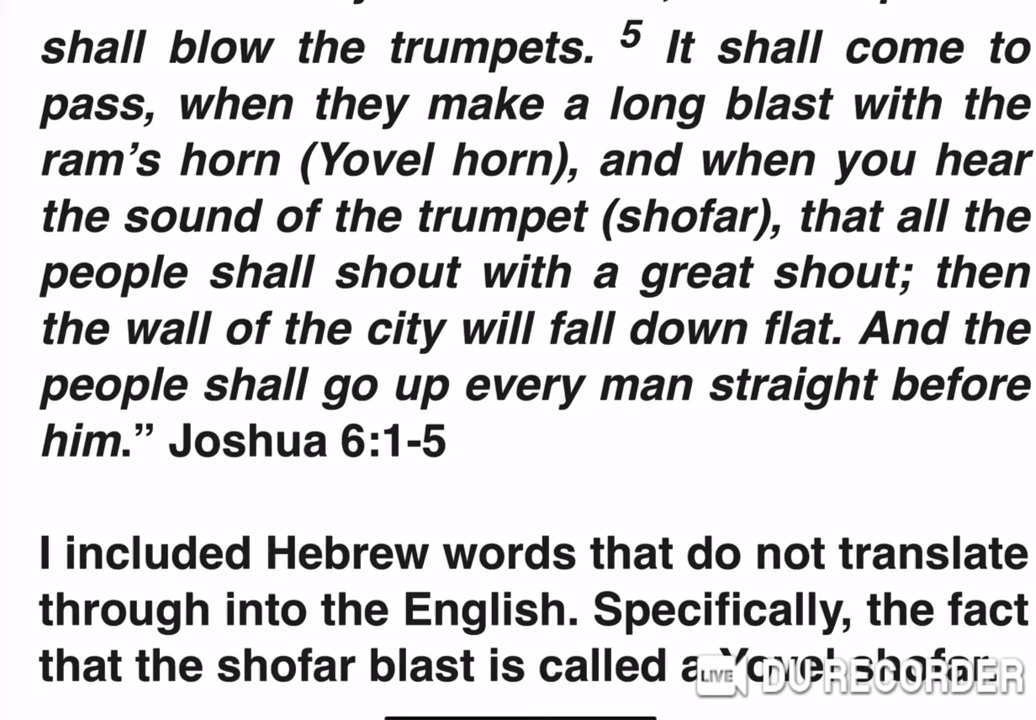 shall blow the trumpets. 5 It shall come to
pass, when they make a long blast with the
ram's horn (Yovel horn), and when you hear
the sound of the trumpet (shofar), that all the
people shall shout with a great shout; then
the wall of the city will fall down flat. And the
people shall go up every man straight before
him.” Joshua 6:1-5
I included Hebrew words that do not translate
through into the English. Specifically, the fact
that the shofar blast is called a Yovel shofar.
LIVE DU RECORDER